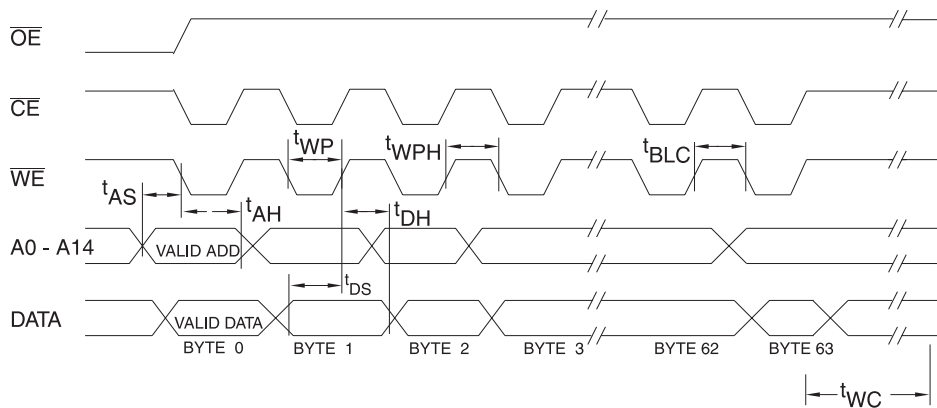 OE
CE
tWP
tWPH
tBLC
WE
tAS
tAH
tDH
A0 - A14
VALID ADD
tDS
DATA
VALID DATA
BYTE 0
BYTE 1
BYTE 2
BYTE 3
BYTE 62
BYTE 63
tWC